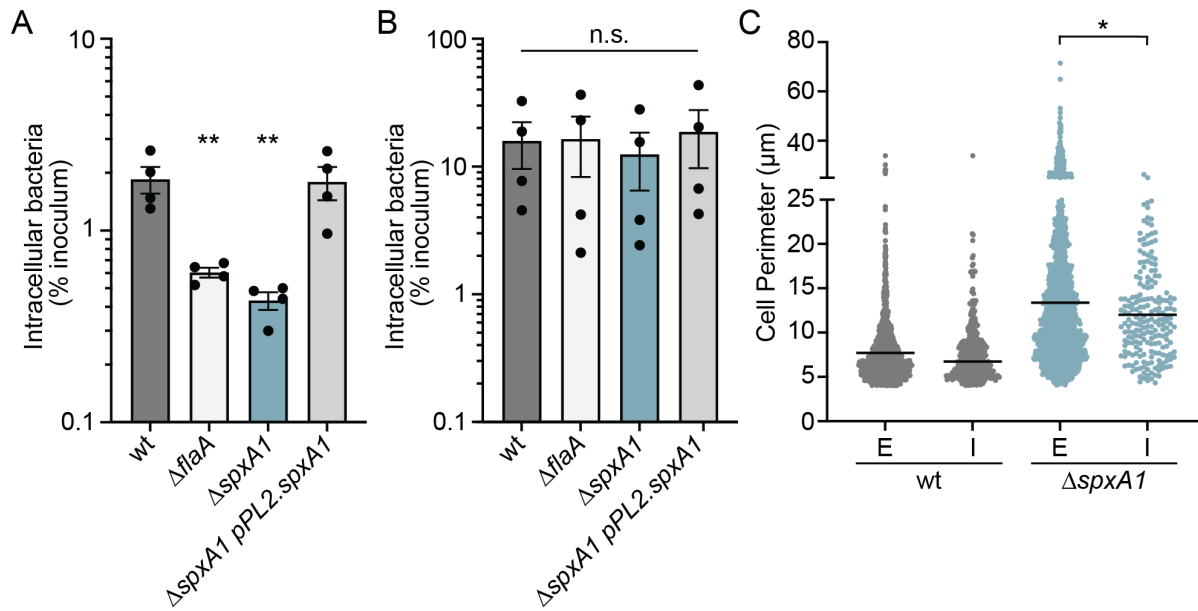 A
Intracellular bacteria
(% inoculum)
10
1
0.1
**
**
wt
ΔflaA
ΔspxA1
ΔspxA1 pPL2.spxA1
B
Intracellular bacteria
(% inoculum)
100
10
1
0.1
n.s.
wt
ΔflaA
ΔspxA1
ΔspxA1 pPL2.spxA1
C
Cell Perimeter (µm)
80
60
40
25
20
15
10
5
0
*
E I E I
wt ΔspxA1